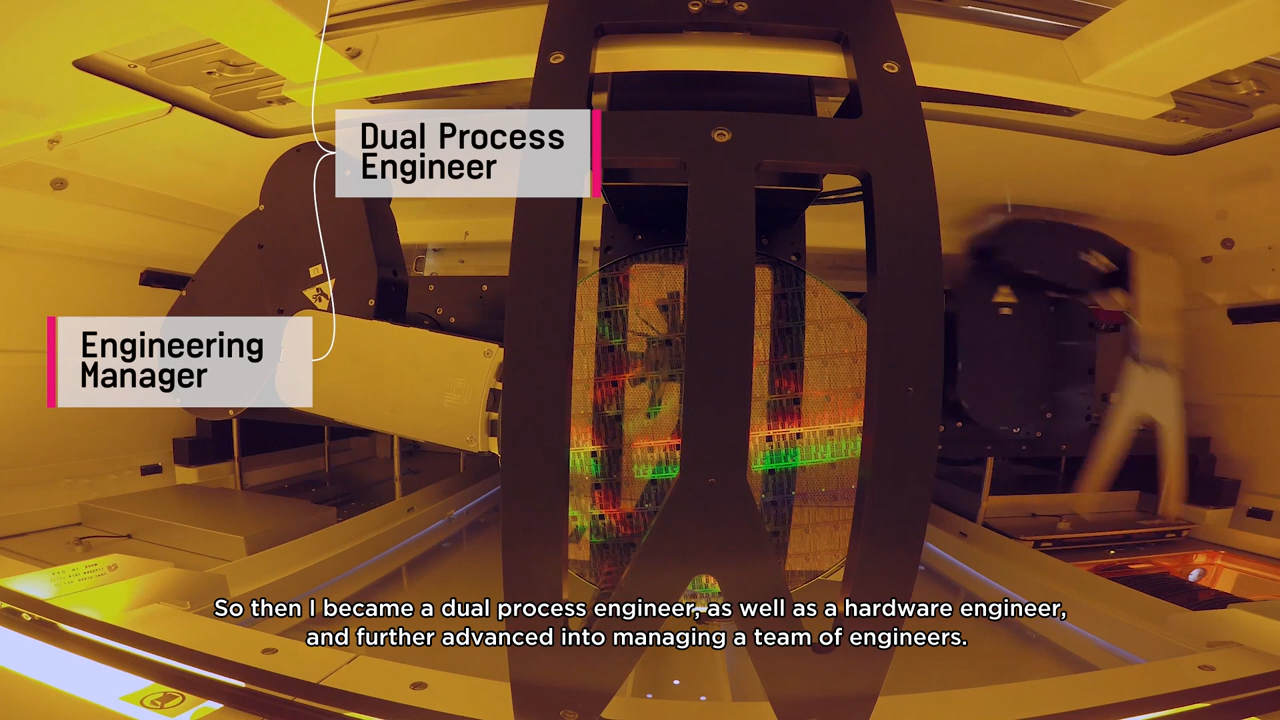 Dual Process
Engineer
Engineering
Manager
So then I became a dual process engineer, as well as a hardware engineer,
and further advanced into managing a team of engineers.